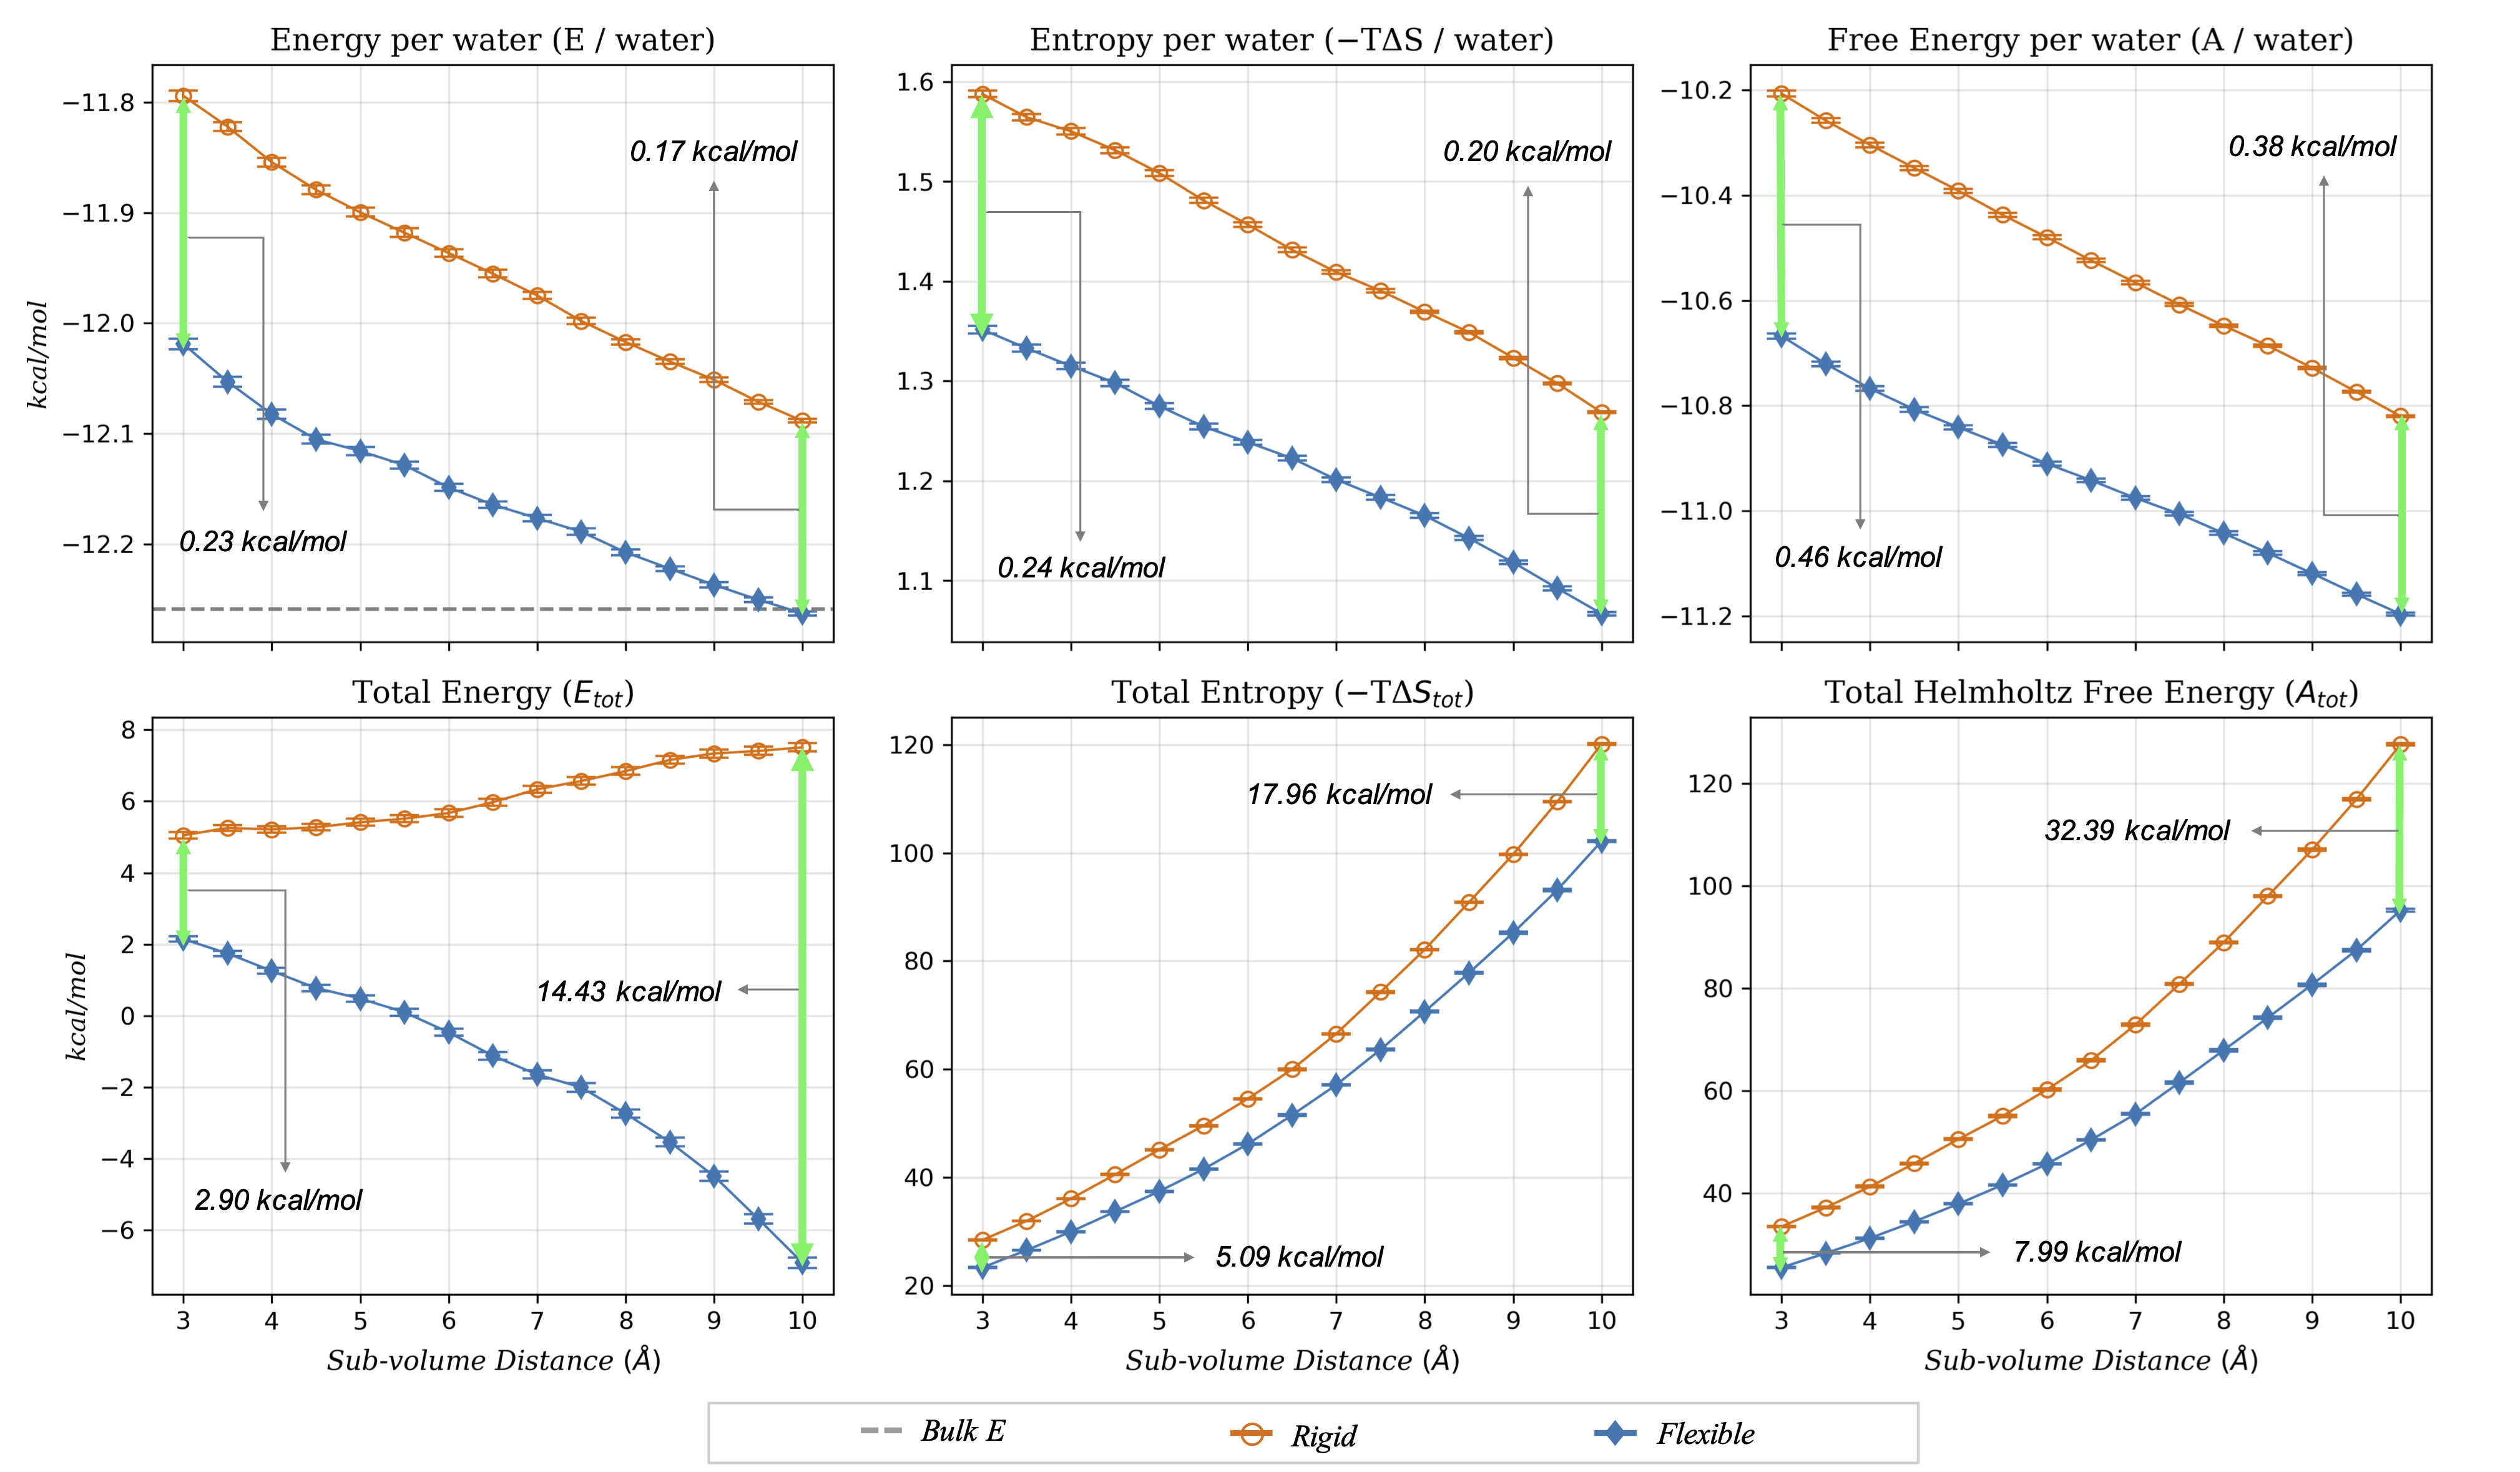 Energy per water (E / water)
kcal/mol
−11.8
−11.9
−12.0
−12.1
−12.2
0.17 kcal/mol
0.23 kcal/mol
Entropy per water (−TΔS / water)
1.6
1.5
1.4
1.3
1.2
1.1
0.20 kcal/mol
0.24 kcal/mol
Free Energy per water (A / water)
−10.2
−10.4
−10.6
−10.8
−11.0
−11.2
0.38 kcal/mol
0.46 kcal/mol
Total Energy (E_tot)
kcal/mol
8
6
4
2
0
−2
−4
−6
14.43 kcal/mol
2.90 kcal/mol
3 4 5 6 7 8 9 10
Sub-volume Distance (Å)
Total Entropy (−TΔS_tot)
120
100
80
60
40
20
17.96 kcal/mol
5.09 kcal/mol
3 4 5 6 7 8 9 10
Sub-volume Distance (Å)
Total Helmholtz Free Energy (A_tot)
120
100
80
60
40
32.39 kcal/mol
7.99 kcal/mol
3 4 5 6 7 8 9 10
Sub-volume Distance (Å)
Bulk E
Rigid
Flexible